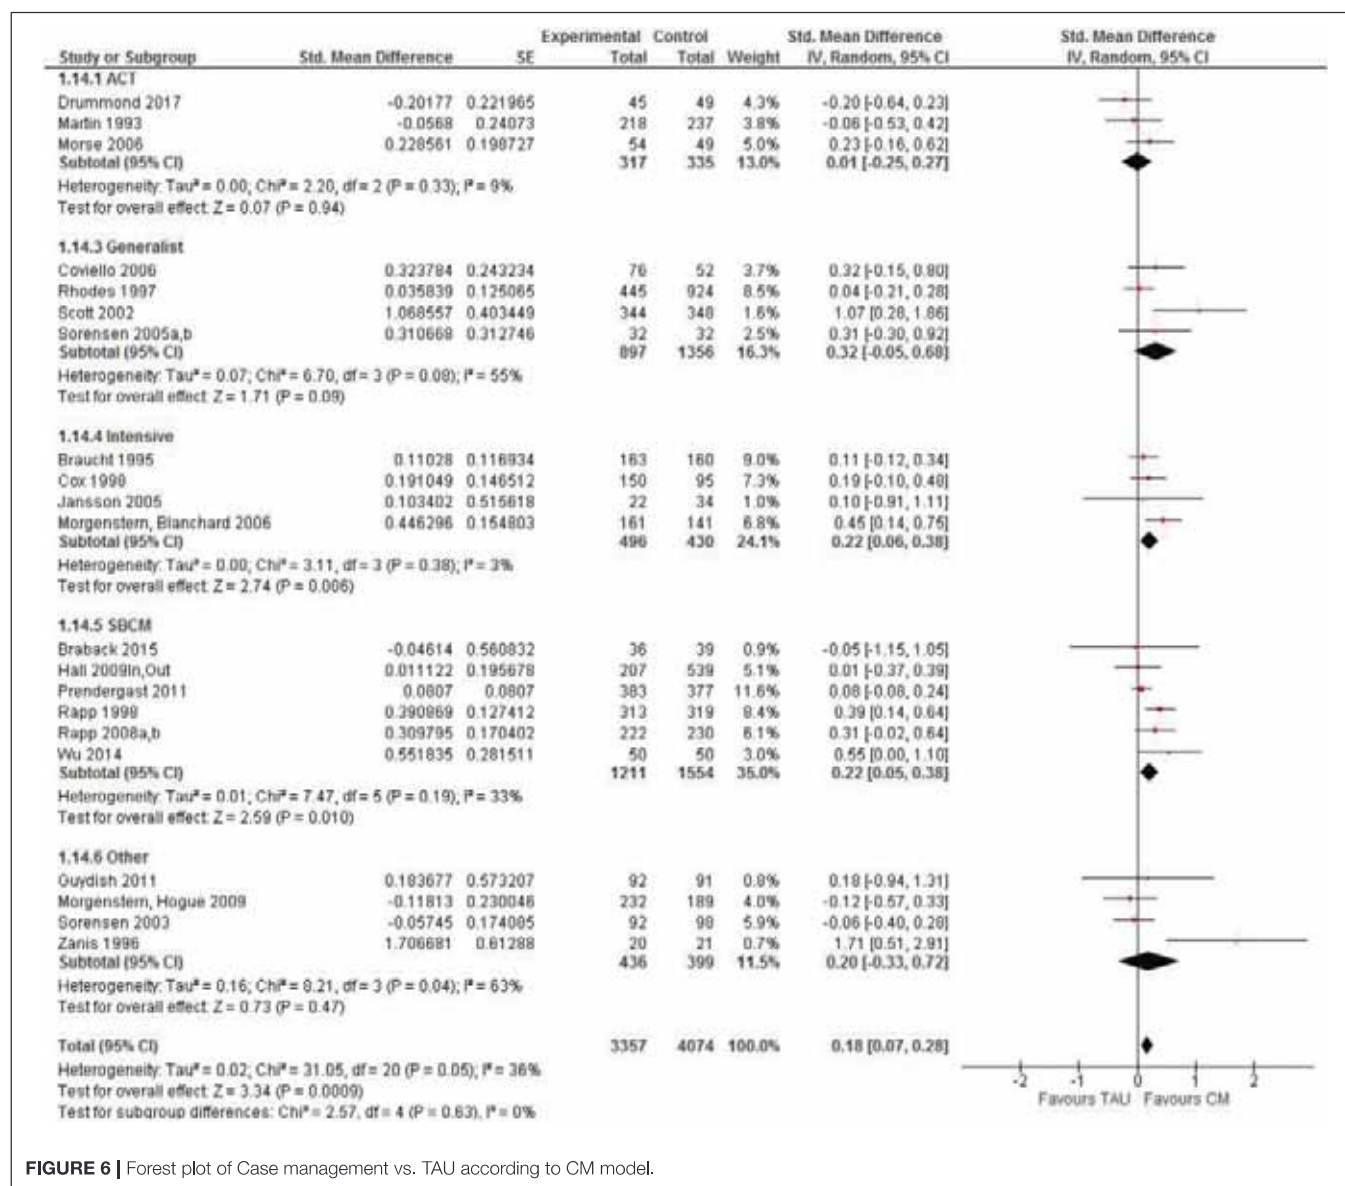 Experimental Control Std. Mean Difference Std. Mean Difference
Study or Subgroup Std. Mean Difference SE Total Total Weight IV, Random, 95% CI IV, Random, 95% CI
1.14.1 ACT
Drummond 2017 -0.20177 0.221965 45 49 4.3% -0.20 [-0.64, 0.23]
Martin 1993 -0.0568 0.24073 218 237 3.8% -0.06 [-0.53, 0.42]
Morse 2006 0.228561 0.198727 54 49 5.0% 0.23 [-0.16, 0.62]
Subtotal (95% CI) 317 335 13.0% 0.01 [-0.25, 0.27]
Heterogeneity: Tau² = 0.00; Chi² = 2.20, df = 2 (P = 0.33); I² = 9%
Test for overall effect: Z = 0.07 (P = 0.94)
1.14.3 Generalist
Coviello 2006 0.323784 0.243234 76 52 3.7% 0.32 [-0.15, 0.80]
Rhodes 1997 0.035839 0.125065 445 924 8.5% 0.04 [-0.21, 0.28]
Scott 2002 1.068557 0.403449 344 348 1.6% 1.07 [0.28, 1.86]
Sorensen 2005a,b 0.310668 0.312746 32 32 2.5% 0.31 [-0.30, 0.92]
Subtotal (95% CI) 897 1356 16.3% 0.32 [-0.05, 0.68]
Heterogeneity: Tau² = 0.07; Chi² = 6.70, df = 3 (P = 0.08); I² = 55%
Test for overall effect: Z = 1.71 (P = 0.09)
1.14.4 Intensive
Braucht 1995 0.11028 0.116934 163 160 9.0% 0.11 [-0.12, 0.34]
Cox 1998 0.191049 0.146512 150 95 7.3% 0.19 [-0.10, 0.48]
Jansson 2005 0.103402 0.515618 22 34 1.0% 0.10 [-0.91, 1.11]
Morgenstern, Blanchard 2006 0.446296 0.154803 161 141 6.8% 0.45 [0.14, 0.75]
Subtotal (95% CI) 496 430 24.1% 0.22 [0.06, 0.38]
Heterogeneity: Tau² = 0.00; Chi² = 3.11, df = 3 (P = 0.38); I² = 3%
Test for overall effect: Z = 2.74 (P = 0.006)
1.14.5 SBCM
Braback 2015 -0.04614 0.560832 36 39 0.9% -0.05 [-1.15, 1.05]
Hall 2009In,Out 0.011122 0.195678 207 539 5.1% 0.01 [-0.37, 0.39]
Prendergast 2011 0.0807 0.0807 383 377 11.6% 0.08 [-0.08, 0.24]
Rapp 1998 0.390869 0.127412 313 319 8.4% 0.39 [0.14, 0.64]
Rapp 2008a,b 0.309795 0.170402 222 230 6.1% 0.31 [-0.02, 0.64]
Wu 2014 0.551835 0.281511 50 50 3.0% 0.55 [0.00, 1.10]
Subtotal (95% CI) 1211 1554 35.0% 0.22 [0.05, 0.38]
Heterogeneity: Tau² = 0.01; Chi² = 7.47, df = 5 (P = 0.19); I² = 33%
Test for overall effect: Z = 2.59 (P = 0.010)
1.14.6 Other
Guydish 2011 0.183677 0.573207 92 91 0.8% 0.18 [-0.94, 1.31]
Morgenstern, Hogue 2009 -0.11813 0.230046 232 189 4.0% -0.12 [-0.57, 0.33]
Sorensen 2003 -0.05745 0.174085 92 98 5.9% -0.06 [-0.40, 0.28]
Zanis 1996 1.706681 0.61288 20 21 0.7% 1.71 [0.51, 2.91]
Subtotal (95% CI) 436 399 11.5% 0.20 [-0.33, 0.72]
Heterogeneity: Tau² = 0.16; Chi² = 8.21, df = 3 (P = 0.04); I² = 63%
Test for overall effect: Z = 0.73 (P = 0.47)
Total (95% CI) 3357 4074 100.0% 0.18 [0.07, 0.28]
Heterogeneity: Tau² = 0.02; Chi² = 31.05, df = 20 (P = 0.05); I² = 36%
Test for overall effect: Z = 3.34 (P = 0.0009)
Test for subgroup differences: Chi² = 2.57, df = 4 (P = 0.63), I² = 0%
-2 -1 0 1 2
Favours TAU Favours CM
FIGURE 6 | Forest plot of Case management vs. TAU according to CM model.